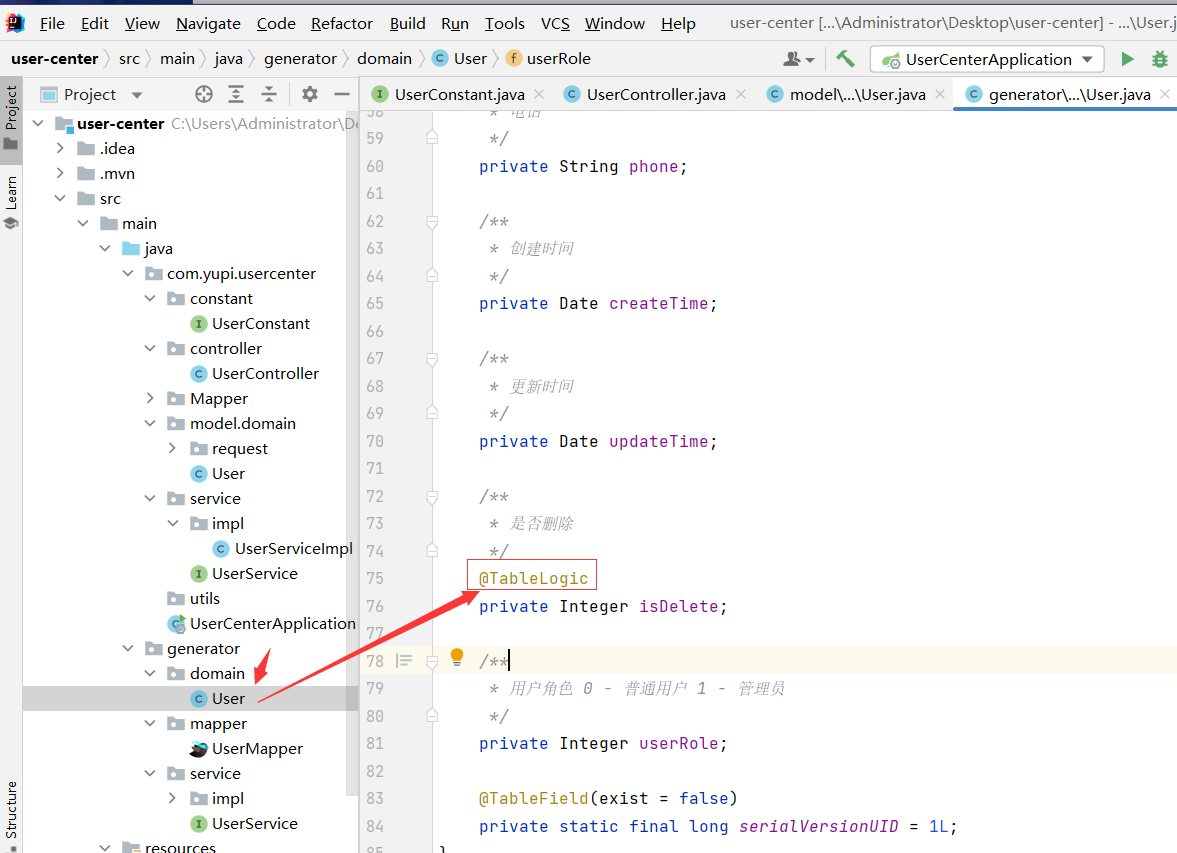 File Edit View Navigate Code Refactor Build Run Tools VCS Window Help user-center [...\Administrator\Desktop\user-center] - ...\User.j
user-center src main java generator domain C User f userRole UserCenterApplication
Project
Learn
Structure
Project
user-center C:\Users\Administrator\De
.idea
.mvn
src
main
java
com.yupi.usercenter
constant
I UserConstant
controller
C UserController
Mapper
model.domain
request
C User
service
impl
C UserServiceImpl
I UserService
utils
C UserCenterApplication
generator
domain
C User
mapper
UserMapper
service
impl
I UserService
resources
I UserConstant.java C UserController.java C model\...\User.java C generator\...\User.java
58 * 电话
59 */
60 private String phone;
61
62 /**
63 * 创建时间
64 */
65 private Date createTime;
66
67 /**
68 * 更新时间
69 */
70 private Date updateTime;
71
72 /**
73 * 是否删除
74 */
75 @TableLogic
76 private Integer isDelete;
77
78 /**
79 * 用户角色 0 - 普通用户 1 - 管理员
80 */
81 private Integer userRole;
82
83 @TableField(exist = false)
84 private static final long serialVersionUID = 1L;
85 }